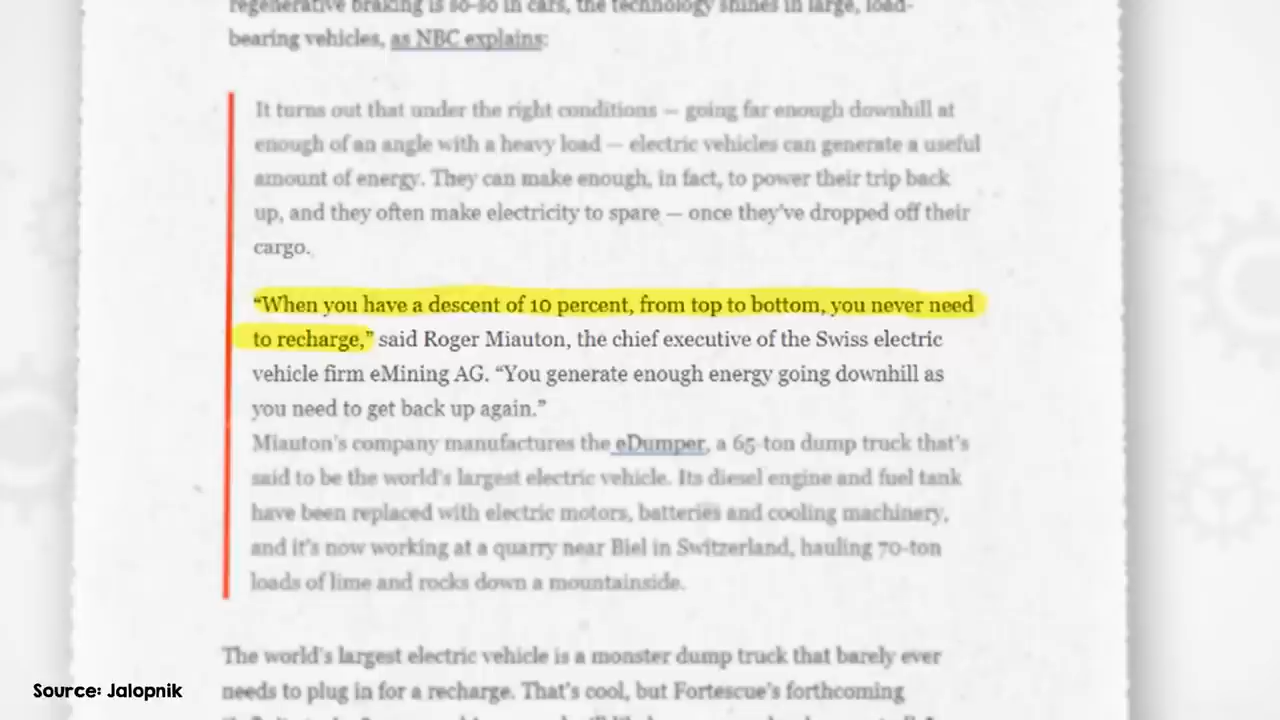 regenerative braking is so-so in cars, the technology shines in large, load-
bearing vehicles, as NBC explains:
It turns out that under the right conditions — going far enough downhill at
enough of an angle with a heavy load — electric vehicles can generate a useful
amount of energy. They can make enough, in fact, to power their trip back
up, and they often make electricity to spare — once they've dropped off their
cargo.
“When you have a descent of 10 percent, from top to bottom, you never need
to recharge,” said Roger Miauton, the chief executive of the Swiss electric
vehicle firm eMining AG. “You generate enough energy going downhill as
you need to get back up again.”
Miauton's company manufactures the eDumper, a 65-ton dump truck that's
said to be the world's largest electric vehicle. Its diesel engine and fuel tank
have been replaced with electric motors, batteries and cooling machinery,
and it's now working at a quarry near Biel in Switzerland, hauling 70-ton
loads of lime and rocks down a mountainside.
The world's largest electric vehicle is a monster dump truck that barely ever
needs to plug in for a recharge. That's cool, but Fortescue's forthcoming
Source: Jalopnik